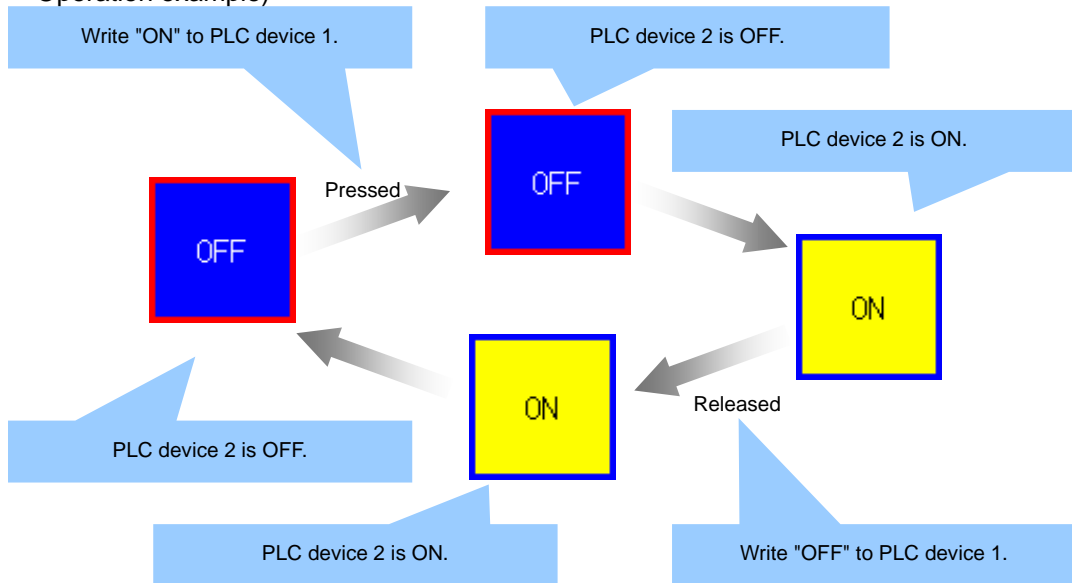 Operation example)
Write "ON" to PLC device 1.
PLC device 2 is OFF.
PLC device 2 is ON.
Pressed
OFF
OFF
ON
ON
Released
PLC device 2 is OFF.
PLC device 2 is ON.
Write "OFF" to PLC device 1.